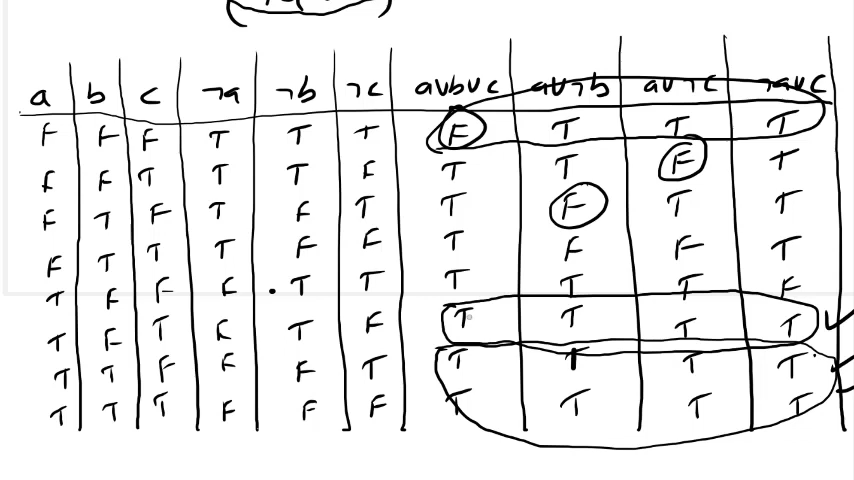 a b c ¬a ¬b ¬c a∨b∨c a∨¬b a∨¬c ¬a∨c
F F F T T T F T T T
F F T T T F T T F T
F T F T F T T F T T
F T T T F F T F F T
T F F F T T T T T F
T F T F T F T T T T
T T F F F T T T T T
T T T F F F T T T T